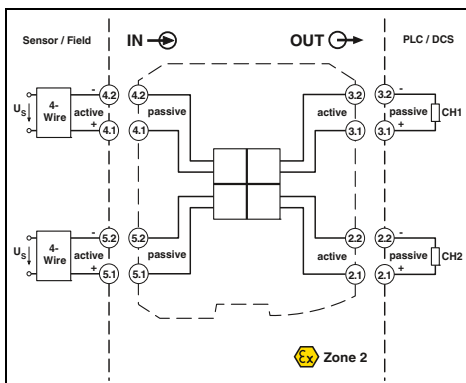 Sensor / Field IN OUT PLC / DCS
- 4.2 4.2 3.2 3.2 -
US 4-Wire active passive active passive CH1
+ 4.1 4.1 3.1 3.1 +
- 5.2 5.2 2.2 2.2 -
US 4-Wire active passive active passive CH2
+ 5.1 5.1 2.1 2.1 +
Ex Zone 2